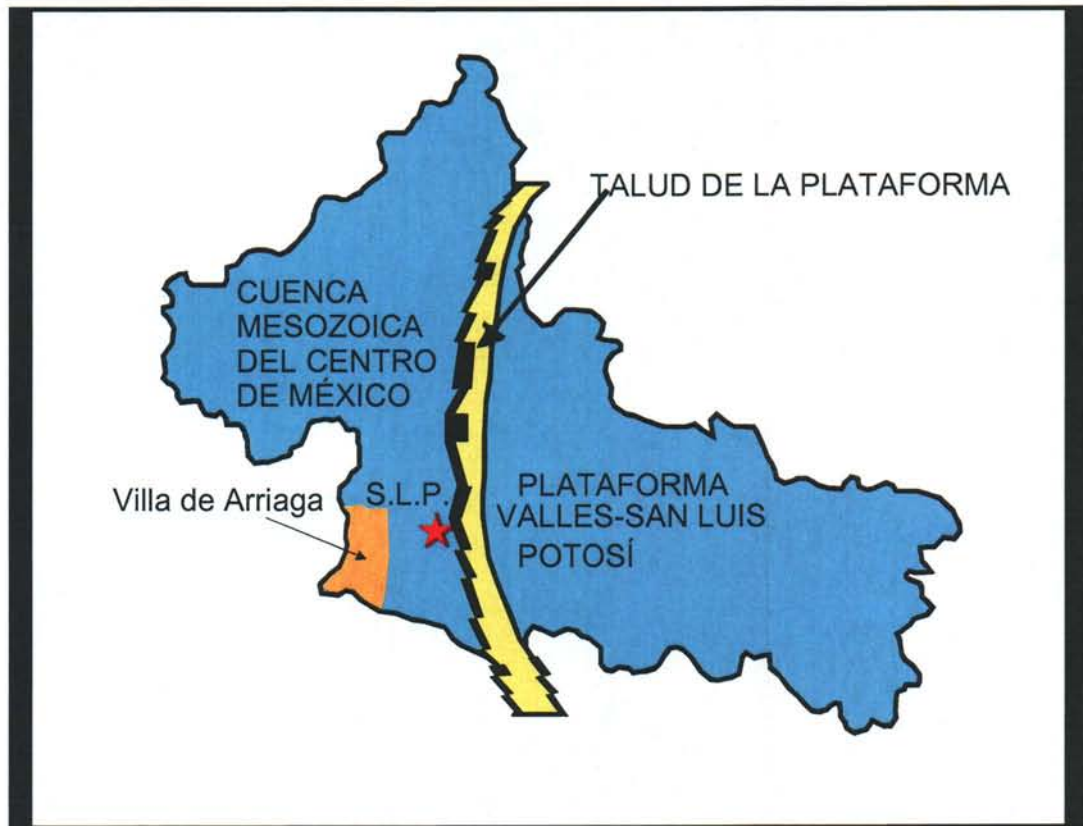 TALUD DE LA PLATAFORMA
CUENCA
MESOZOICA
DEL CENTRO
DE MÉXICO
Villa de Arriaga
S.L.P.
PLATAFORMA
VALLES-SAN LUIS
POTOSÍ